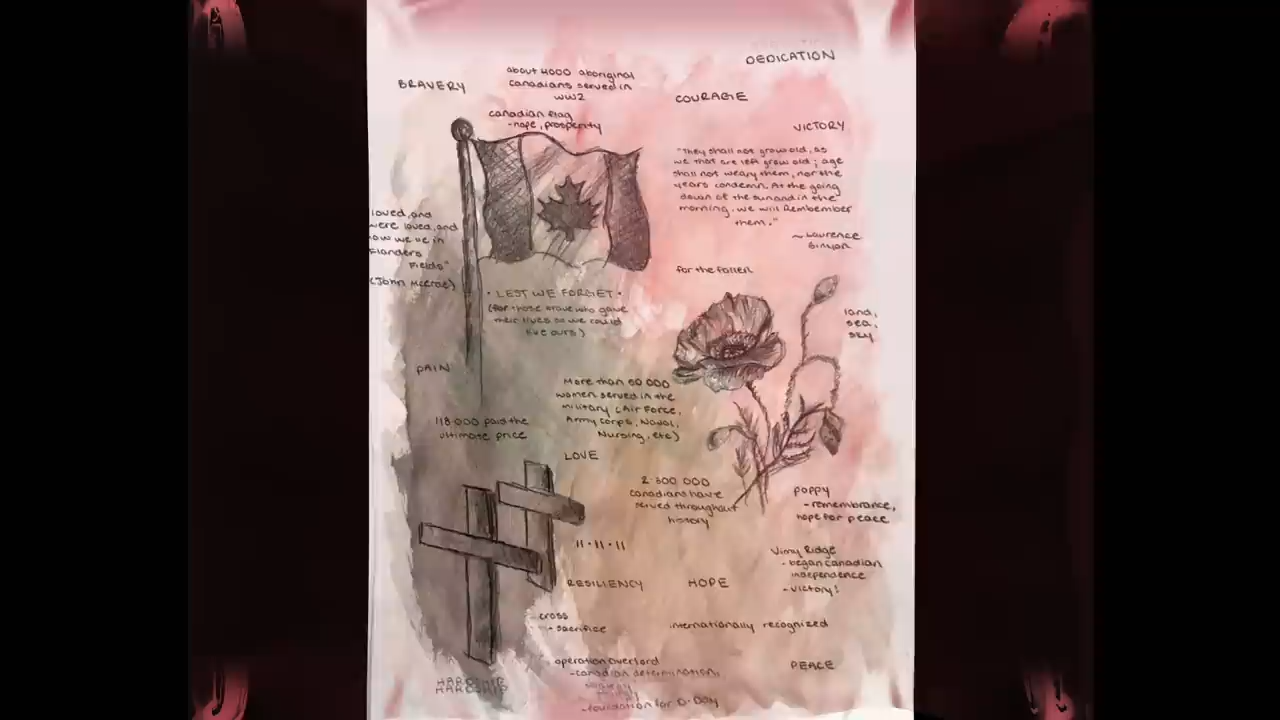 DEDICATION
BRAVERY
about 4000 aboriginal
canadians served in
WW2
COURAGE
canadian flag
- hope, prosperity
VICTORY
"They shall not grow old, as
we that are left grow old; age
shall not weary them, nor the
years condemn. At the going
down of the sun and in the
morning, we will Remember
them."
~ Laurence
Binyon
for the fallen
loved, and
were loved, and
now we lie in
Flanders
Fields"
(John McCrae)
• LEST WE FORGET •
(for those brave who gave
their lives so we could
live ours)
land,
sea,
sky
PAIN
118 000 paid the
ultimate price
More than 50 000
women served in the
military (Air Force,
Army Corps, Naval,
Nursing, etc)
LOVE
2 300 000
canadians have
served throughout
history
poppy
- remembrance,
hope for peace
11 • 11 • 11
Vimy Ridge
- began canadian
independence
- victory!
RESILIENCY
HOPE
cross
- sacrifice
internationally recognized
operation overlord
- canadian determination,
- foundation for D-Day
PEACE
HARDSHIP
HARDSHIP